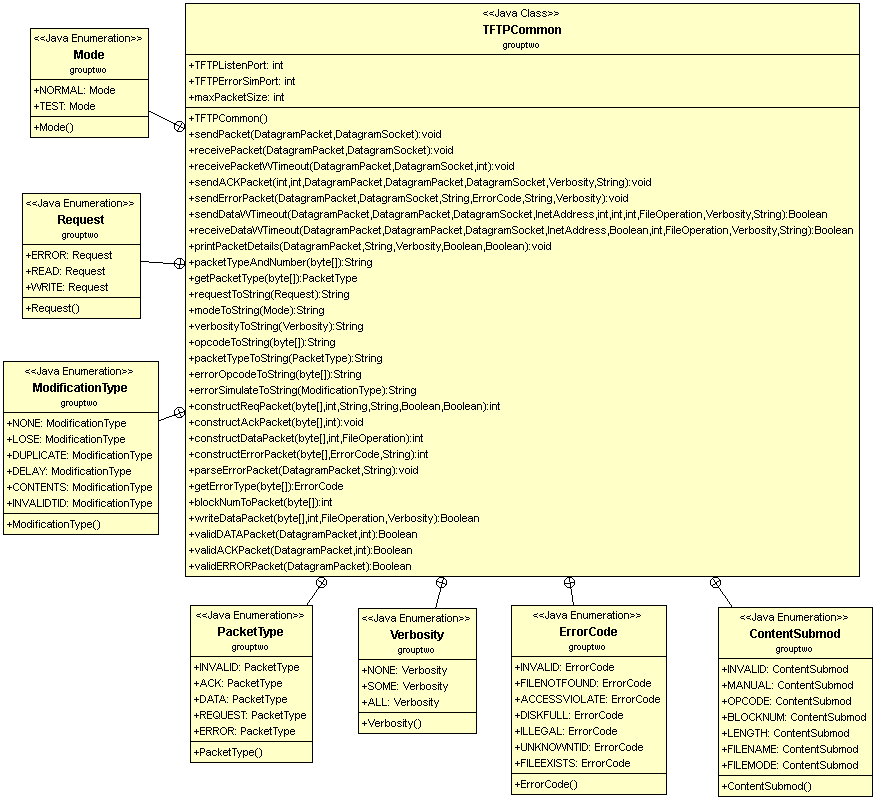 <<Java Class>>
TFTPCommon
grouptwo
+TFTPListenPort: int
+TFTPErrorSimPort: int
+maxPacketSize: int
+TFTPCommon()
+sendPacket(DatagramPacket,DatagramSocket):void
+receivePacket(DatagramPacket,DatagramSocket):void
+receivePacketWTimeout(DatagramPacket,DatagramSocket,int):void
+sendACKPacket(int,int,DatagramPacket,DatagramPacket,DatagramSocket,Verbosity,String):void
+sendErrorPacket(DatagramPacket,DatagramSocket,String,ErrorCode,String,Verbosity):void
+sendDataWTimeout(DatagramPacket,DatagramPacket,DatagramSocket,InetAddress,int,int,int,FileOperation,Verbosity,String):Boolean
+receiveDataWTimeout(DatagramPacket,DatagramPacket,DatagramSocket,InetAddress,Boolean,int,FileOperation,Verbosity,String):Boolean
+printPacketDetails(DatagramPacket,String,Verbosity,Boolean,Boolean):void
+packetTypeAndNumber(byte[]):String
+getPacketType(byte[]):PacketType
+requestToString(Request):String
+modeToString(Mode):String
+verbosityToString(Verbosity):String
+opcodeToString(byte[]):String
+packetTypeToString(PacketType):String
+errorOpcodeToString(byte[]):String
+errorSimulateToString(ModificationType):String
+constructReqPacket(byte[],int,String,String,Boolean,Boolean):int
+constructAckPacket(byte[],int):void
+constructDataPacket(byte[],int,FileOperation):int
+constructErrorPacket(byte[],ErrorCode,String):int
+parseErrorPacket(DatagramPacket,String):void
+getErrorType(byte[]):ErrorCode
+blockNumToPacket(byte[]):int
+writeDataPacket(byte[],int,FileOperation,Verbosity):Boolean
+validDATAPacket(DatagramPacket,int):Boolean
+validACKPacket(DatagramPacket,int):Boolean
+validERRORPacket(DatagramPacket):Boolean
<<Java Enumeration>>
Mode
grouptwo
+NORMAL: Mode
+TEST: Mode
+Mode()
<<Java Enumeration>>
Request
grouptwo
+ERROR: Request
+READ: Request
+WRITE: Request
+Request()
<<Java Enumeration>>
ModificationType
grouptwo
+NONE: ModificationType
+LOSE: ModificationType
+DUPLICATE: ModificationType
+DELAY: ModificationType
+CONTENTS: ModificationType
+INVALIDTID: ModificationType
+ModificationType()
<<Java Enumeration>>
PacketType
grouptwo
+INVALID: PacketType
+ACK: PacketType
+DATA: PacketType
+REQUEST: PacketType
+ERROR: PacketType
+PacketType()
<<Java Enumeration>>
Verbosity
grouptwo
+NONE: Verbosity
+SOME: Verbosity
+ALL: Verbosity
+Verbosity()
<<Java Enumeration>>
ErrorCode
grouptwo
+INVALID: ErrorCode
+FILENOTFOUND: ErrorCode
+ACCESSVIOLATE: ErrorCode
+DISKFULL: ErrorCode
+ILLEGAL: ErrorCode
+UNKNOWNTID: ErrorCode
+FILEEXISTS: ErrorCode
+ErrorCode()
<<Java Enumeration>>
ContentSubmod
grouptwo
+INVALID: ContentSubmod
+MANUAL: ContentSubmod
+OPCODE: ContentSubmod
+BLOCKNUM: ContentSubmod
+LENGTH: ContentSubmod
+FILENAME: ContentSubmod
+FILEMODE: ContentSubmod
+ContentSubmod()